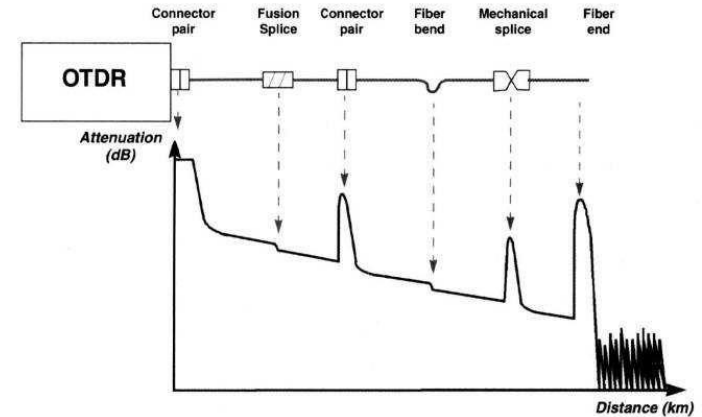 Connector
pair
Fusion
Splice
Connector
pair
Fiber
bend
Mechanical
splice
Fiber
end
OTDR
Attenuation
(dB)
Distance (km)